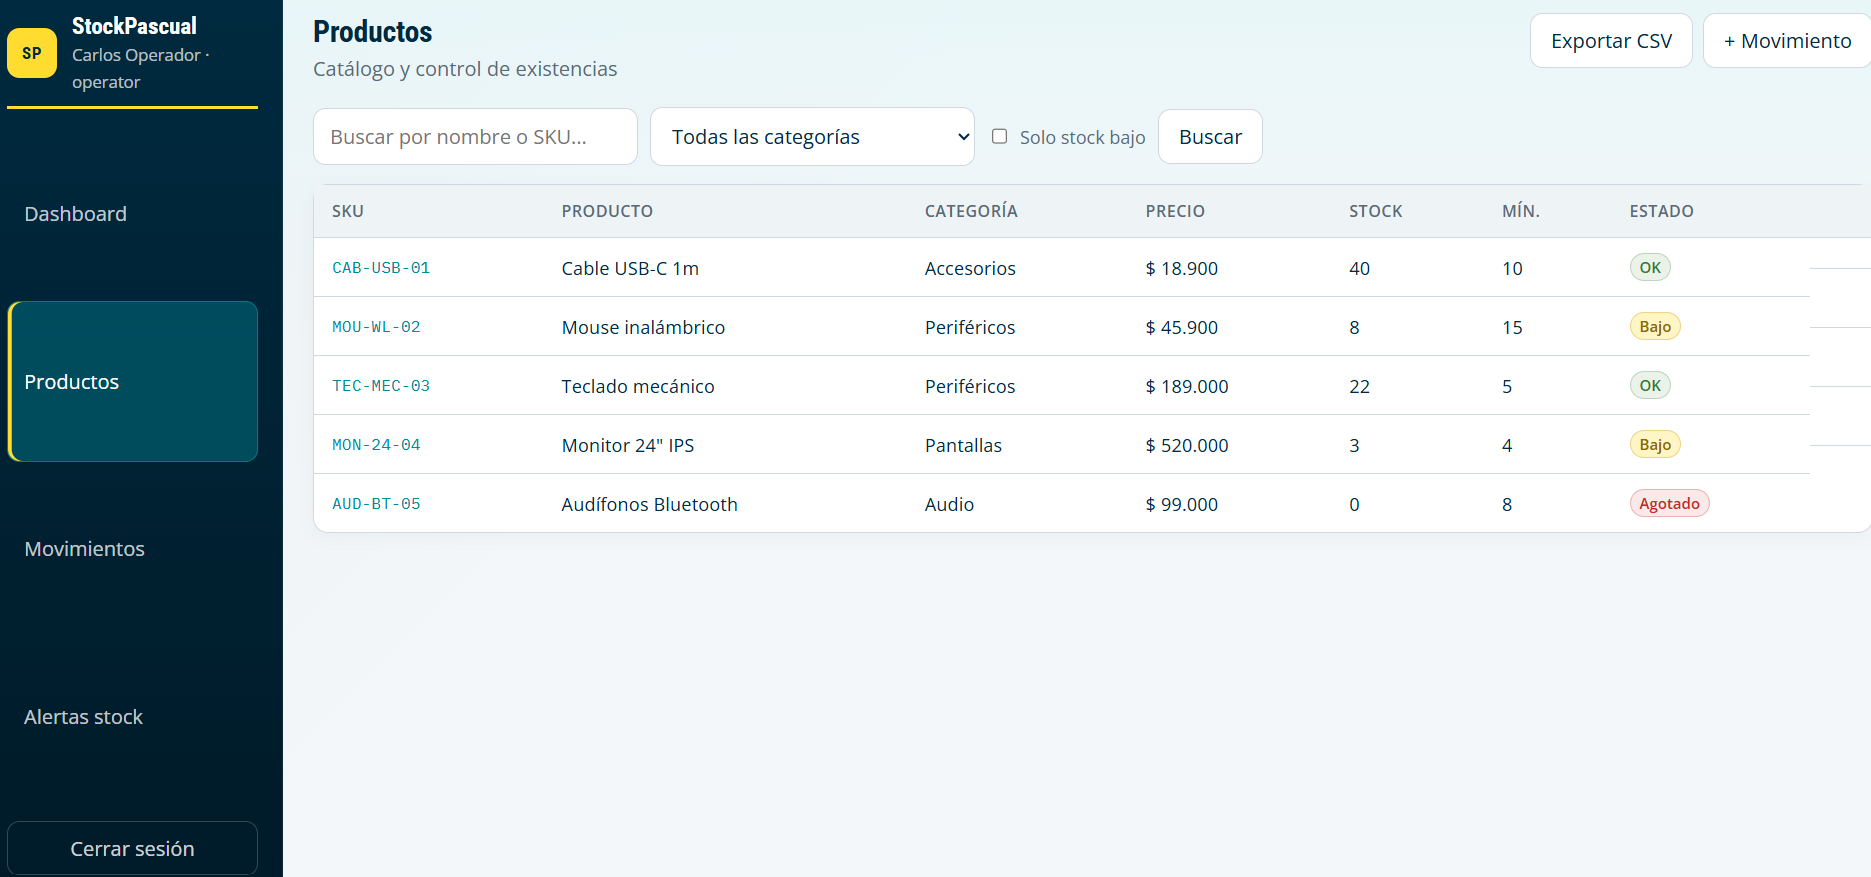 SP
StockPascual
Carlos Operador ·
operator
Dashboard
Productos
Movimientos
Alertas stock
Cerrar sesión
Productos
Catálogo y control de existencias
Exportar CSV
+ Movimiento
Buscar por nombre o SKU...
Todas las categorías
Solo stock bajo
Buscar
SKU PRODUCTO CATEGORÍA PRECIO STOCK MÍN. ESTADO
CAB-USB-01 Cable USB-C 1m Accesorios $ 18.900 40 10 OK
MOU-WL-02 Mouse inalámbrico Periféricos $ 45.900 8 15 Bajo
TEC-MEC-03 Teclado mecánico Periféricos $ 189.000 22 5 OK
MON-24-04 Monitor 24" IPS Pantallas $ 520.000 3 4 Bajo
AUD-BT-05 Audífonos Bluetooth Audio $ 99.000 0 8 Agotado